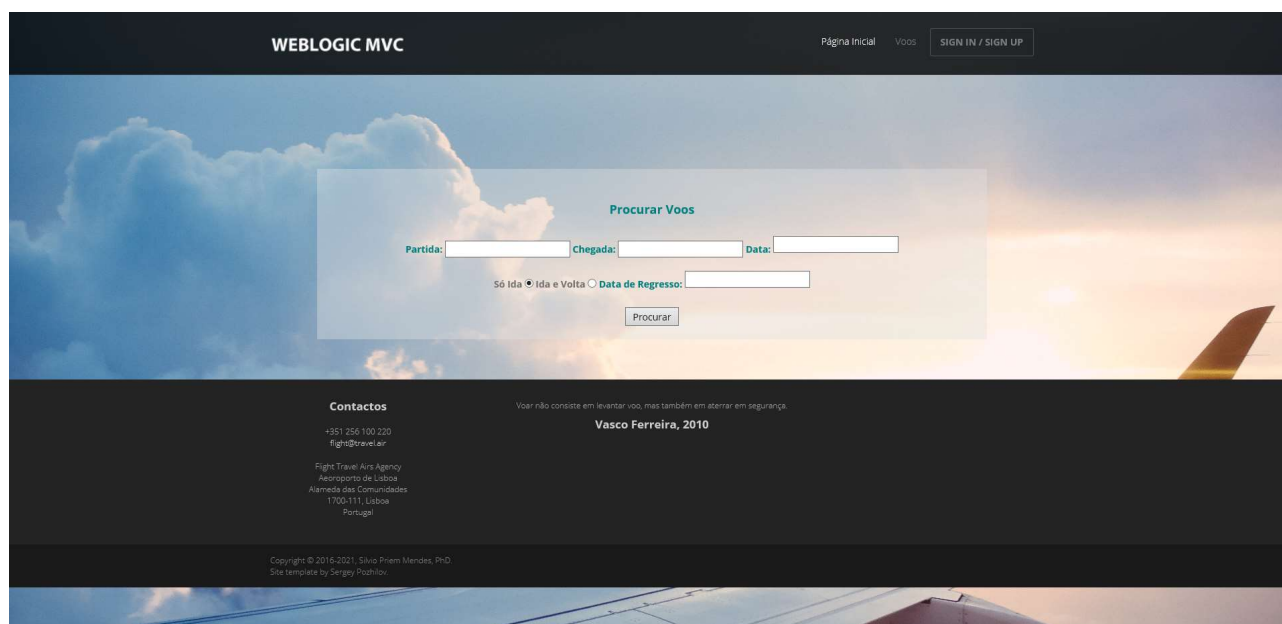 WEBLOGIC MVC
Página Inicial Voos SIGN IN / SIGN UP
Procurar Voos
Partida: Chegada: Data:
Só Ida Ida e Volta Data de Regresso:
Procurar
Contactos
+351 256 100 220
flight@travel.air
Flight Travel Airs Agency
Aeroporto de Lisboa
Alameda das Comunidades
1700-111, Lisboa
Portugal
Voar não consiste em levantar voo, mas também em aterrar em segurança.
Vasco Ferreira, 2010
Copyright © 2016-2021, Silvio Priem Mendes, PhD.
Site template by Sergey Pozhilov.